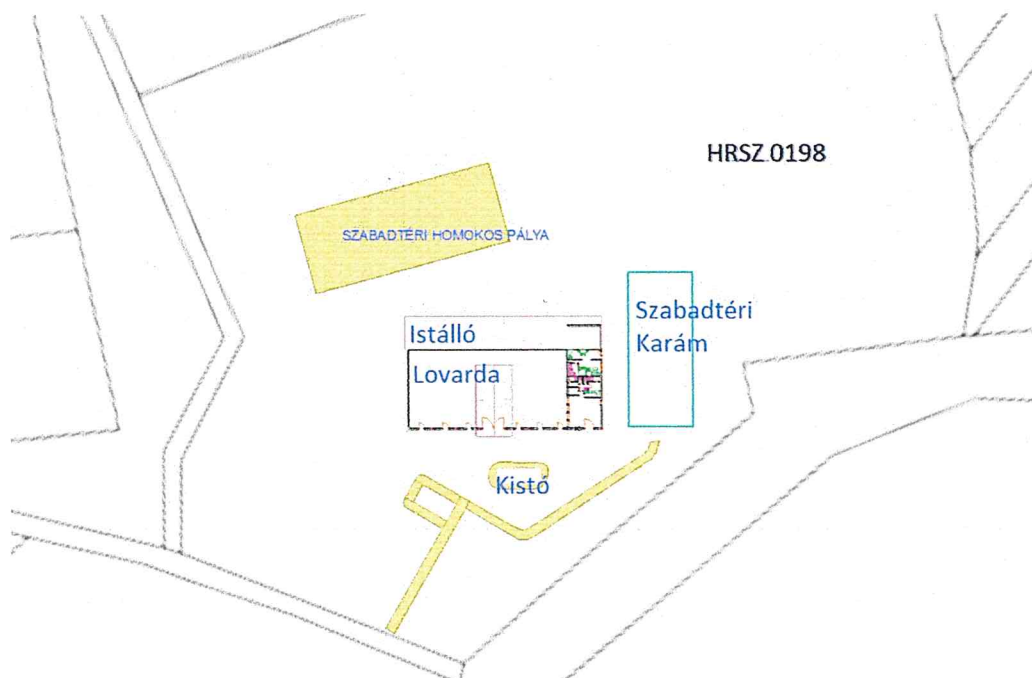 HRSZ.0198
SZABADTÉRI HOMOKOS PÁLYA
Szabadtéri
Karám
Istálló
Lovarda
Kistó